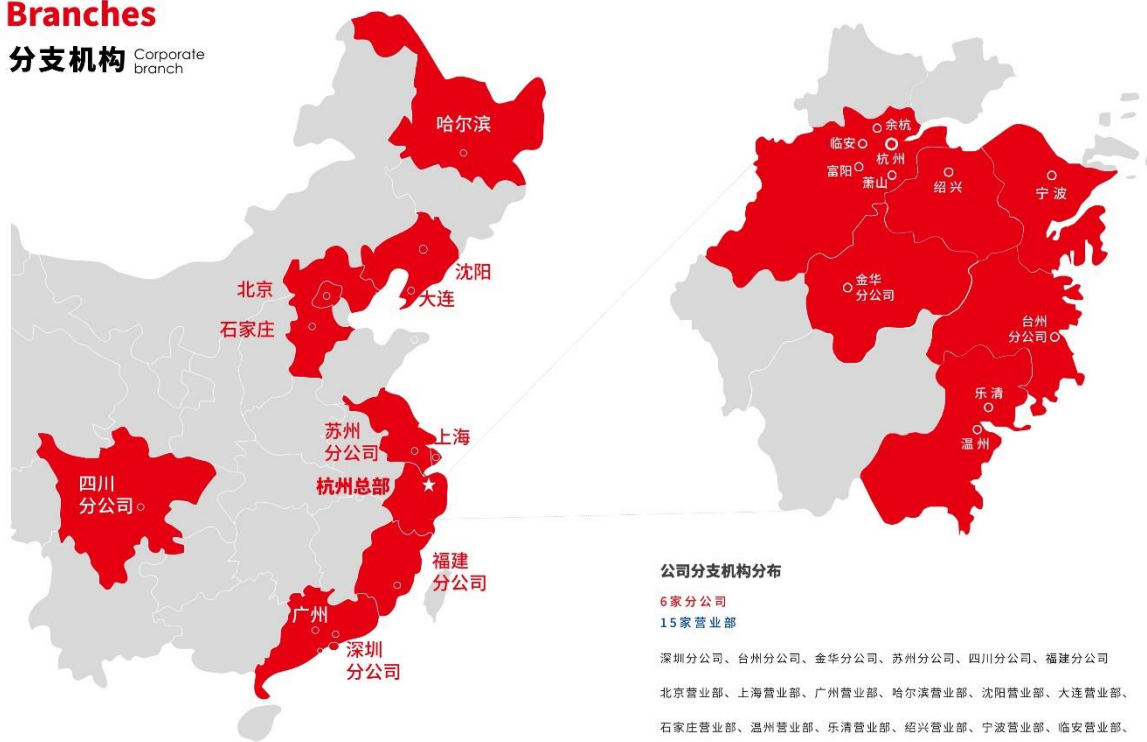 Branches
分支机构 Corporate
branch
哈尔滨
沈阳
大连
北京
石家庄
苏州
分公司
上海
杭州总部
四川
分公司
福建
分公司
广州
深圳
分公司
余杭
临安
杭州
富阳
萧山
绍兴
宁波
金华
分公司
台州
分公司
乐清
温州
公司分支机构分布
6家分公司
15家营业部
深圳分公司、台州分公司、金华分公司、苏州分公司、四川分公司、福建分公司
北京营业部、上海营业部、广州营业部、哈尔滨营业部、沈阳营业部、大连营业部、
石家庄营业部、温州营业部、乐清营业部、绍兴营业部、宁波营业部、临安营业部、